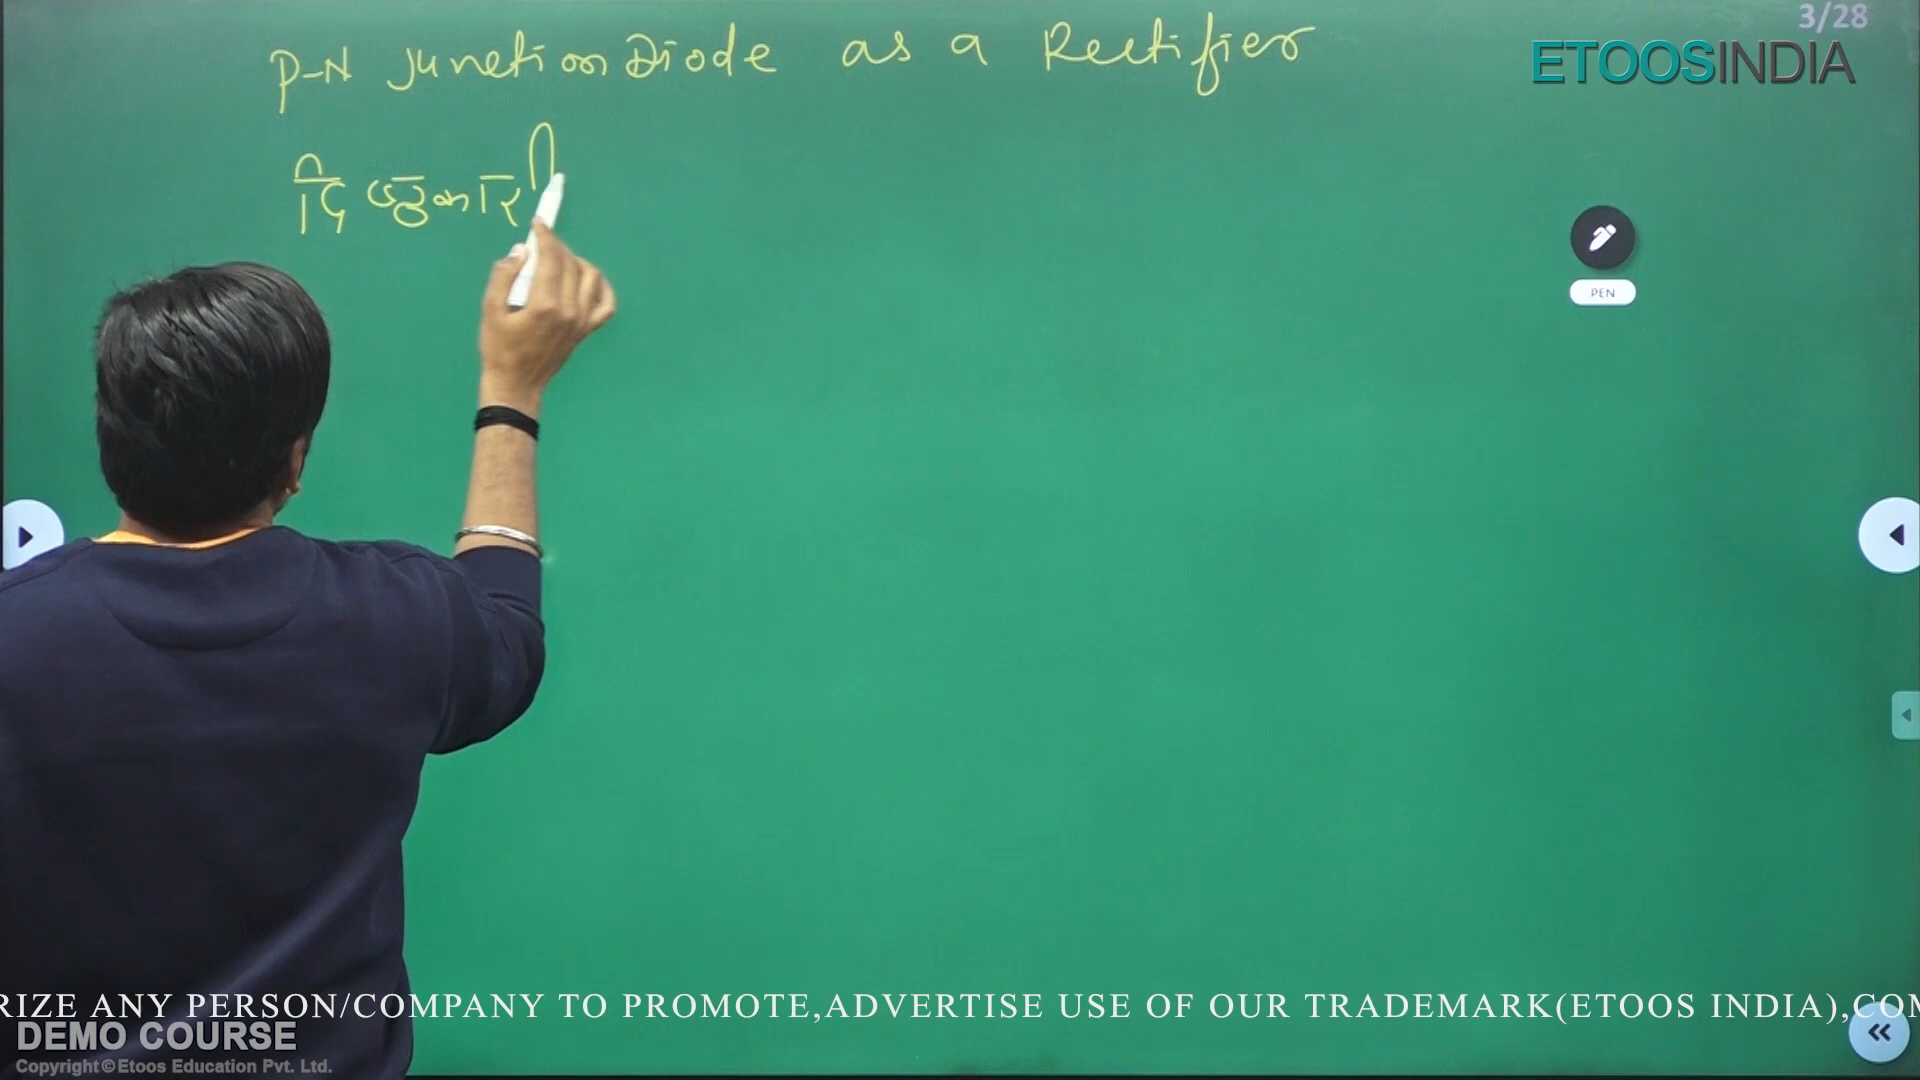 3/28
ETOOSINDIA
P-N Junction Diode as a Rectifier
PEN
RIZE ANY PERSON/COMPANY TO PROMOTE,ADVERTISE USE OF OUR TRADEMARK(ETOOS INDIA),COM
DEMO COURSE
Copyright © Etoos Education Pvt. Ltd.